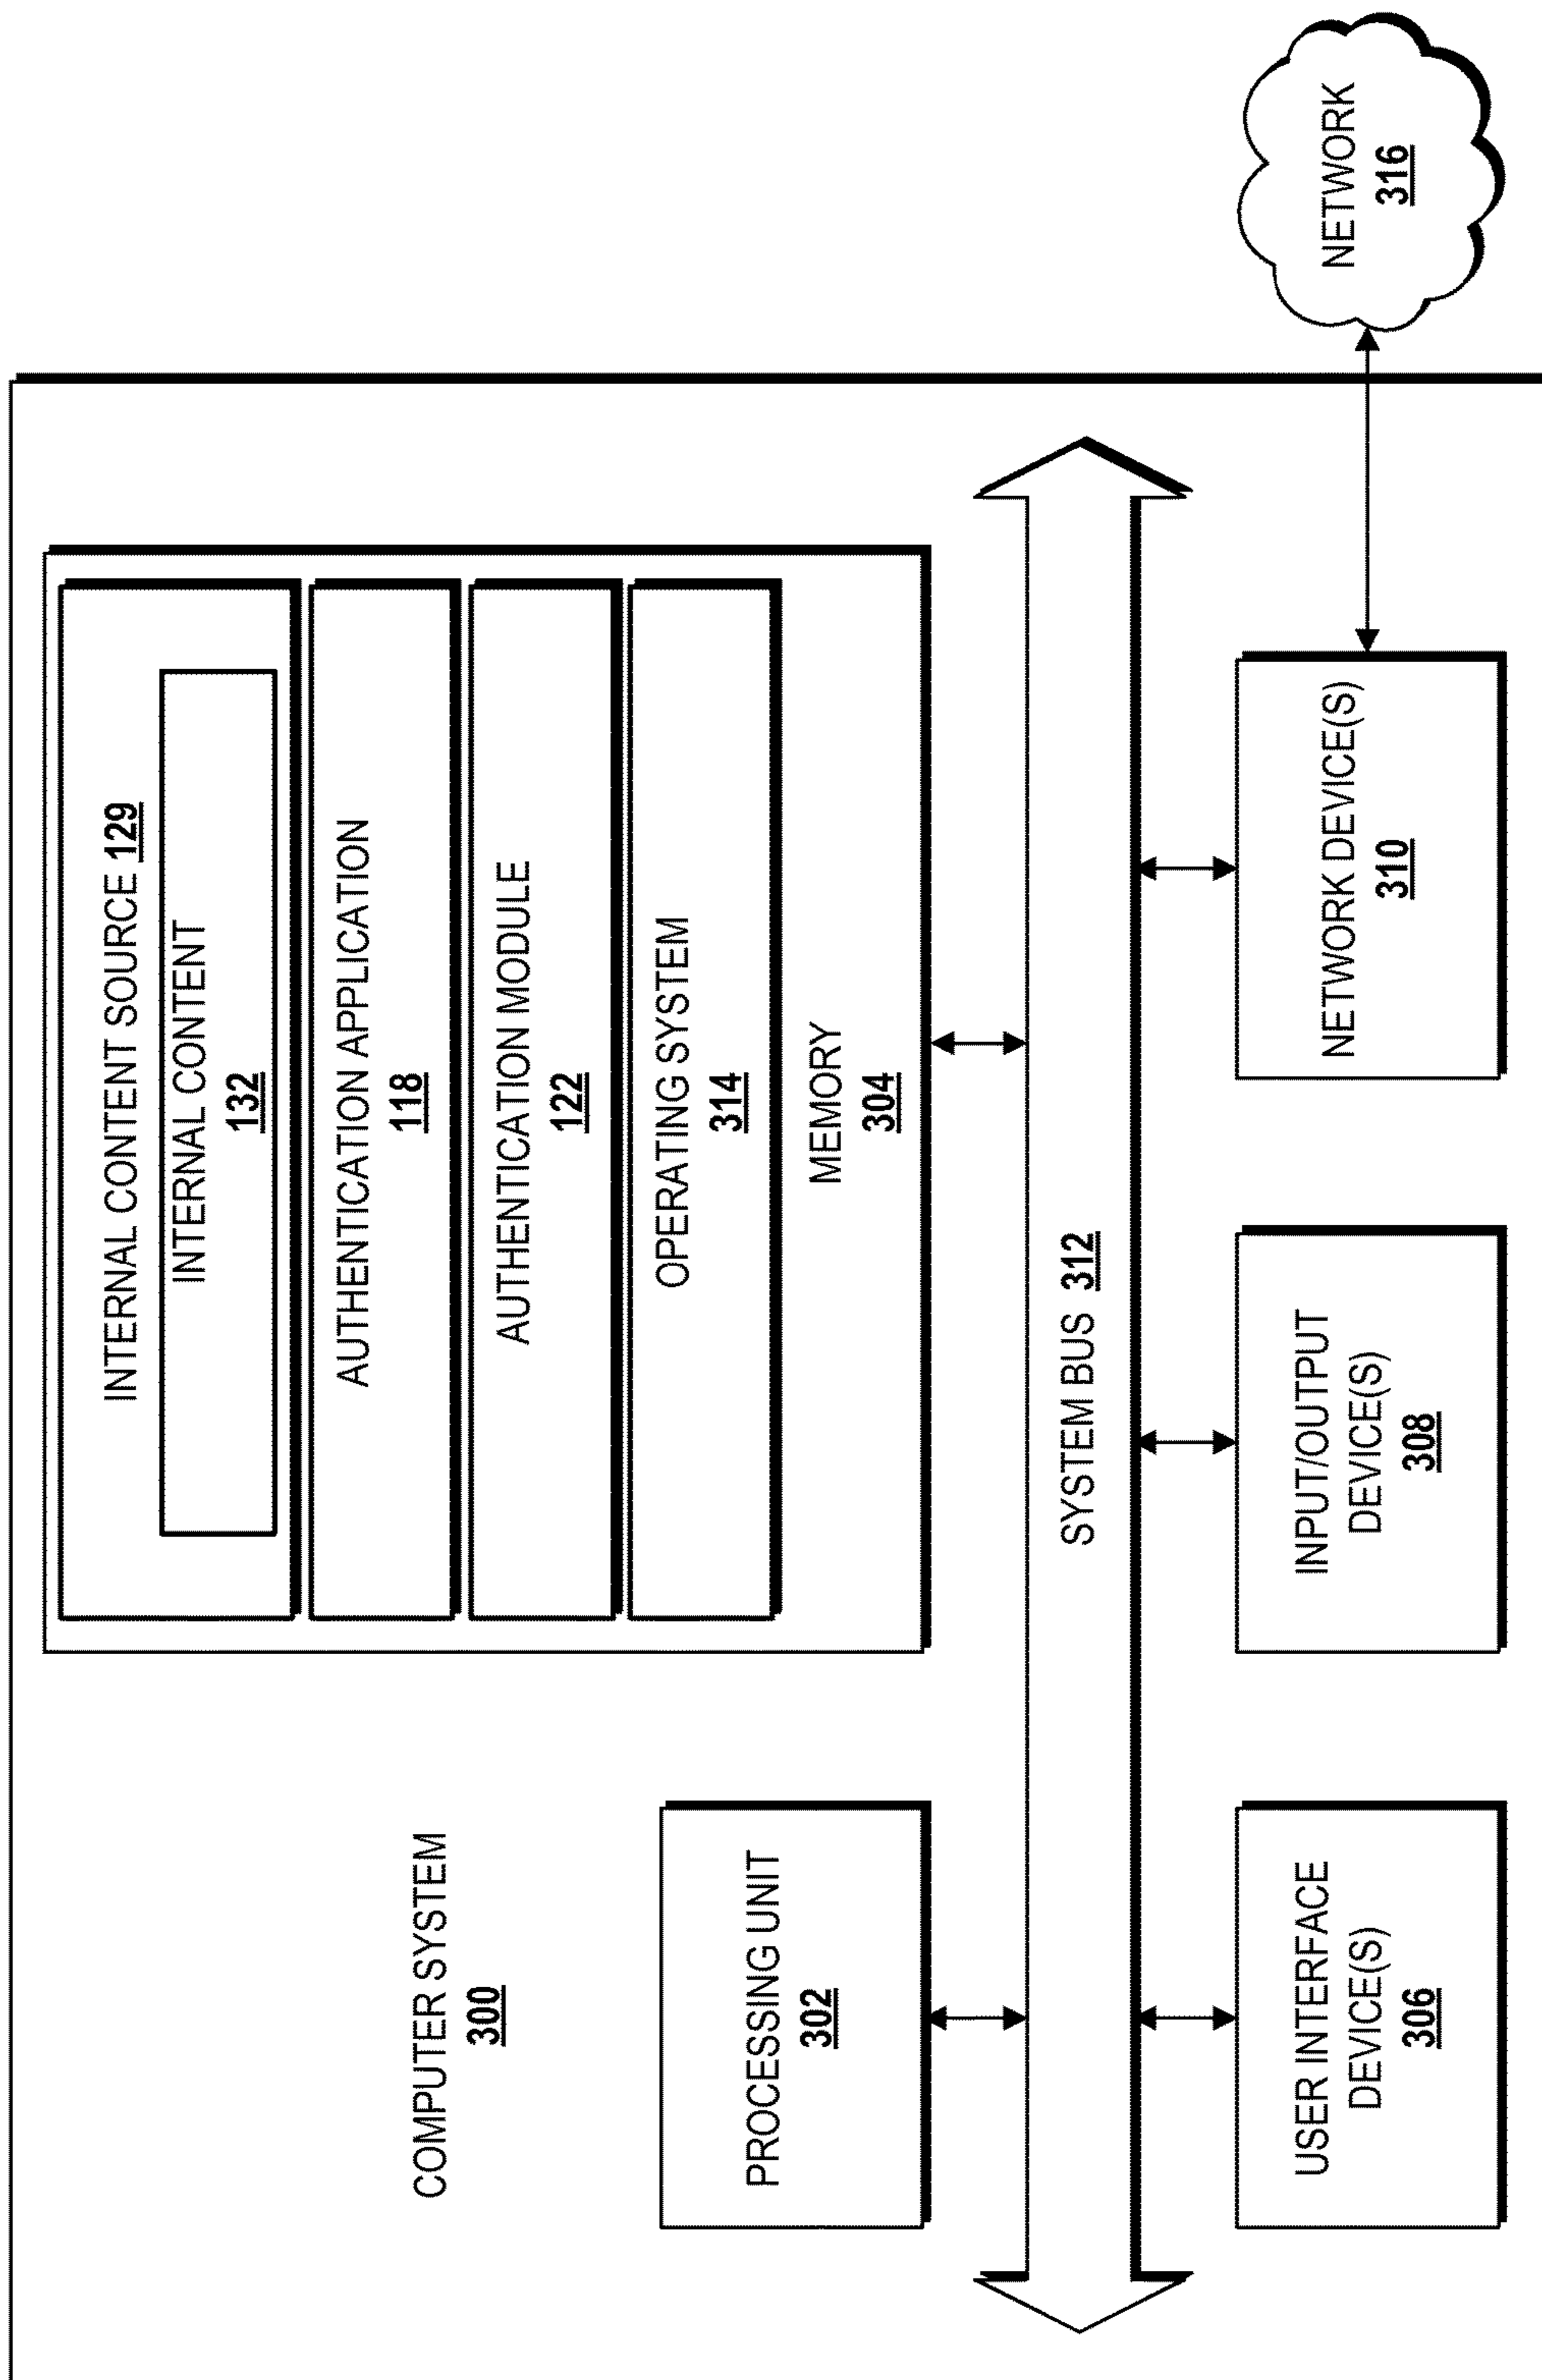 COMPUTER SYSTEM
300
INTERNAL CONTENT SOURCE 129
INTERNAL CONTENT
132
AUTHENTICATION APPLICATION
118
AUTHENTICATION MODULE
122
OPERATING SYSTEM
314
MEMORY
304
PROCESSING UNIT
302
SYSTEM BUS 312
USER INTERFACE
DEVICE(S)
306
INPUT/OUTPUT
DEVICE(S)
308
NETWORK DEVICE(S)
310
NETWORK
316